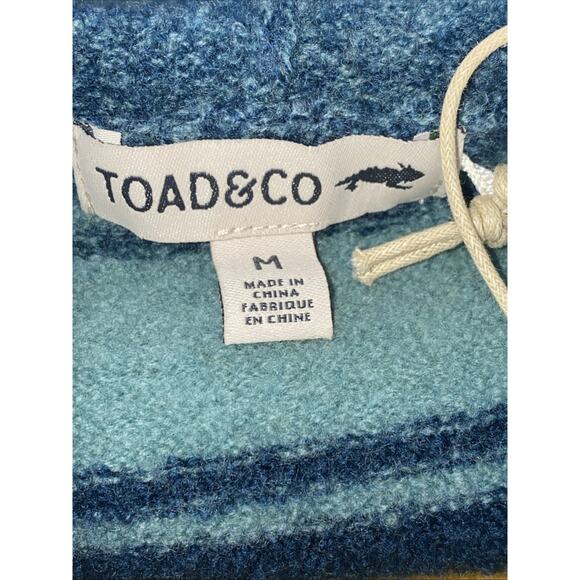 TOAD&CO
M
MADE IN
CHINA
FABRIQUE
EN CHINE